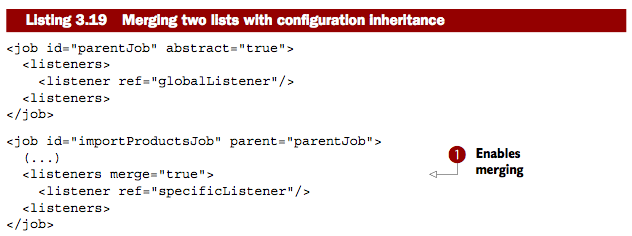 Listing 3.19 Merging two lists with configuration inheritance
<job id="parentJob" abstract="true">
  <listeners>
    <listener ref="globalListener"/>
  <listeners>
</job>
<job id="importProductsJob" parent="parentJob">
  (...)
  <listeners merge="true">
    <listener ref="specificListener"/>
  <listeners>
</job>
1 Enables
merging